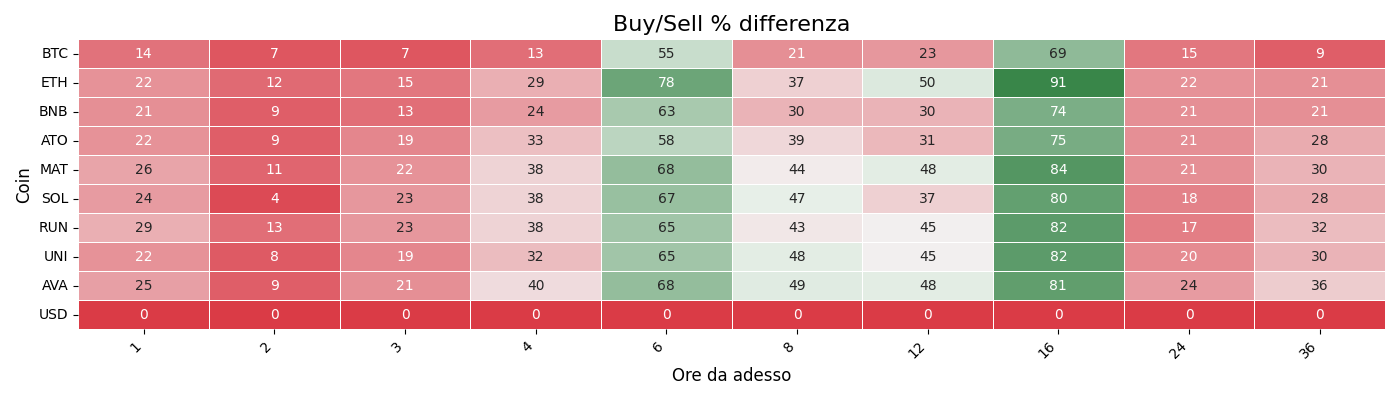 Buy/Sell % differenza
Coin
BTC 14 7 7 13 55 21 23 69 15 9
ETH 22 12 15 29 78 37 50 91 22 21
BNB 21 9 13 24 63 30 30 74 21 21
ATO 22 9 19 33 58 39 31 75 21 28
MAT 26 11 22 38 68 44 48 84 21 30
SOL 24 4 23 38 67 47 37 80 18 28
RUN 29 13 23 38 65 43 45 82 17 32
UNI 22 8 19 32 65 48 45 82 20 30
AVA 25 9 21 40 68 49 48 81 24 36
USD 0 0 0 0 0 0 0 0 0 0
1 2 3 4 6 8 12 16 24 36
Ore da adesso